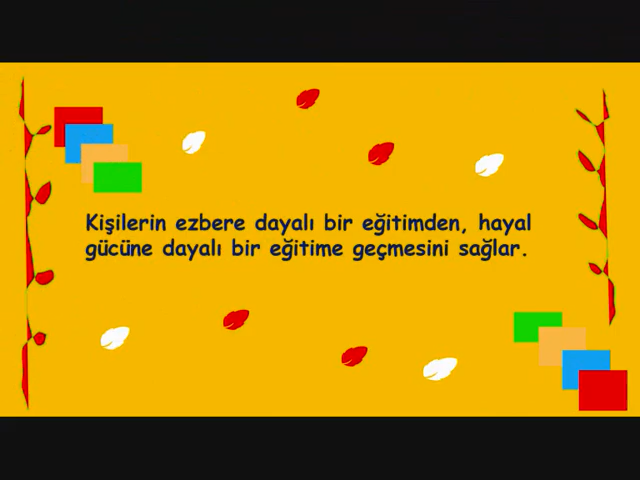 Kişilerin ezbere dayalı bir eğitimden, hayal
gücüne dayalı bir eğitime geçmesini sağlar.